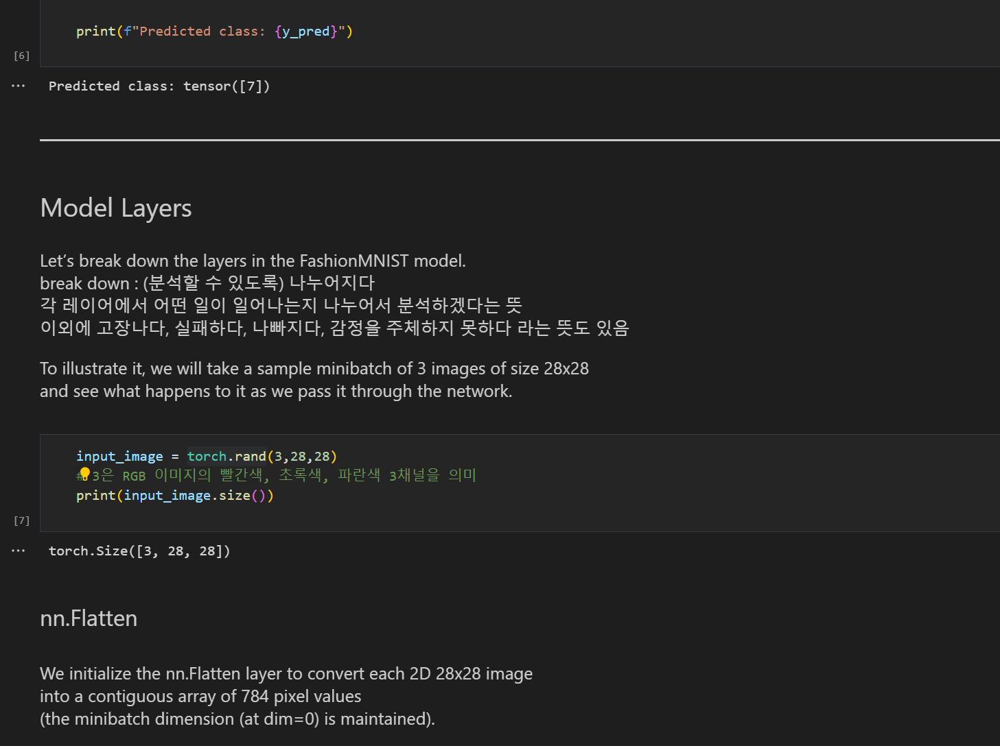 print(f"Predicted class: {y_pred}")
[6]
... Predicted class: tensor([7])
Model Layers
Let’s break down the layers in the FashionMNIST model.
break down : (분석할 수 있도록) 나누어지다
각 레이어에서 어떤 일이 일어나는지 나누어서 분석하겠다는 뜻
이외에 고장나다, 실패하다, 나빠지다, 감정을 주체하지 못하다 라는 뜻도 있음
To illustrate it, we will take a sample minibatch of 3 images of size 28x28
and see what happens to it as we pass it through the network.
input_image = torch.rand(3,28,28)
# 3은 RGB 이미지의 빨간색, 초록색, 파란색 3채널을 의미
print(input_image.size())
[7]
... torch.Size([3, 28, 28])
nn.Flatten
We initialize the nn.Flatten layer to convert each 2D 28x28 image
into a contiguous array of 784 pixel values
(the minibatch dimension (at dim=0) is maintained).